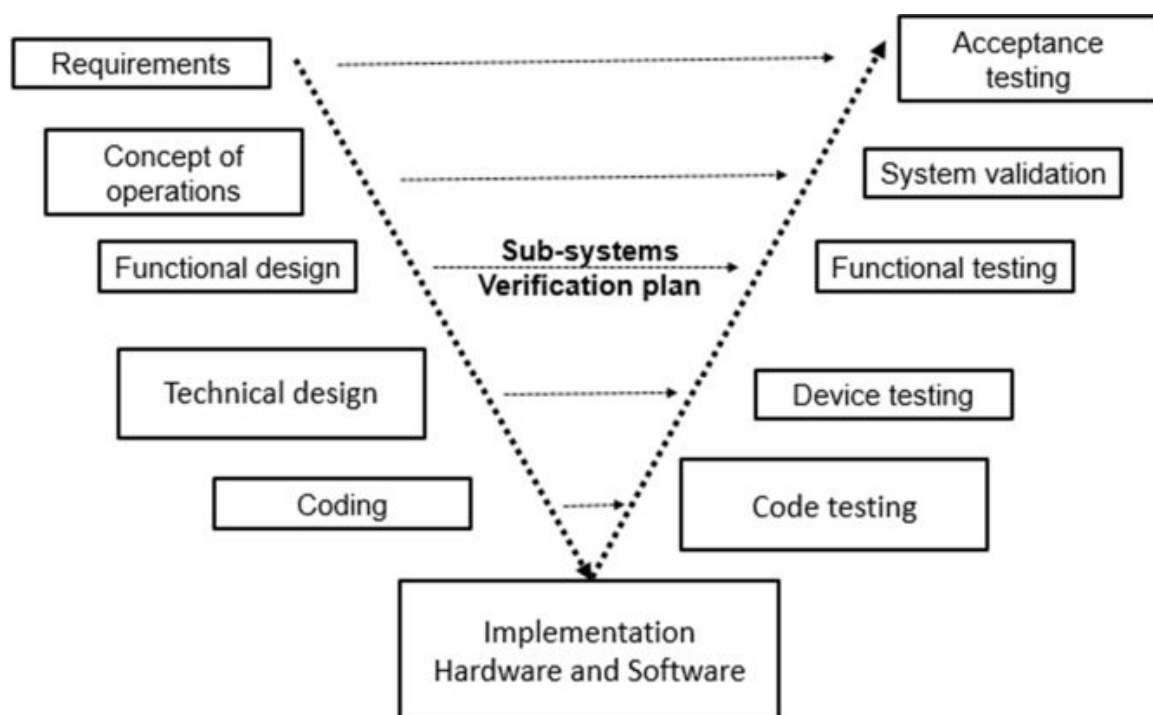 Requirements
Acceptance
testing
Concept of
operations
System validation
Functional design
Sub-systems
Verification plan
Functional testing
Technical design
Device testing
Coding
Code testing
Implementation
Hardware and Software